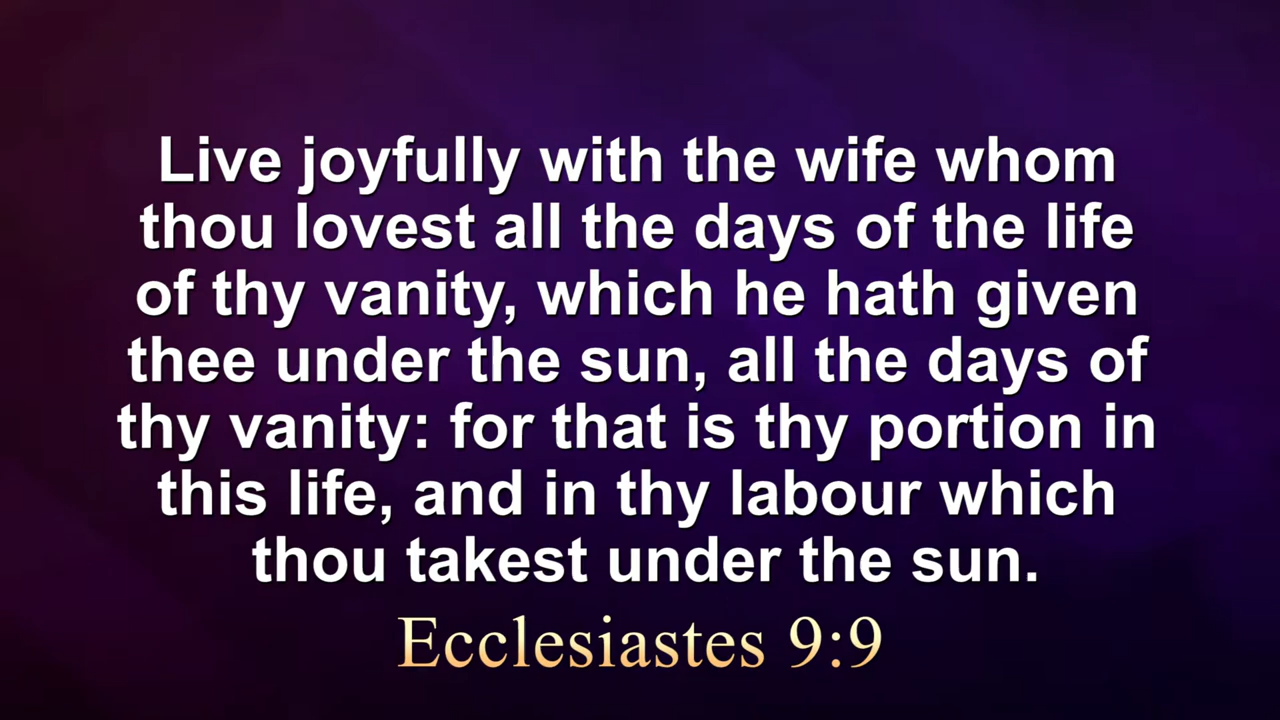 Live joyfully with the wife whom
thou lovest all the days of the life
of thy vanity, which he hath given
thee under the sun, all the days of
thy vanity: for that is thy portion in
this life, and in thy labour which
thou takest under the sun.
Ecclesiastes 9:9